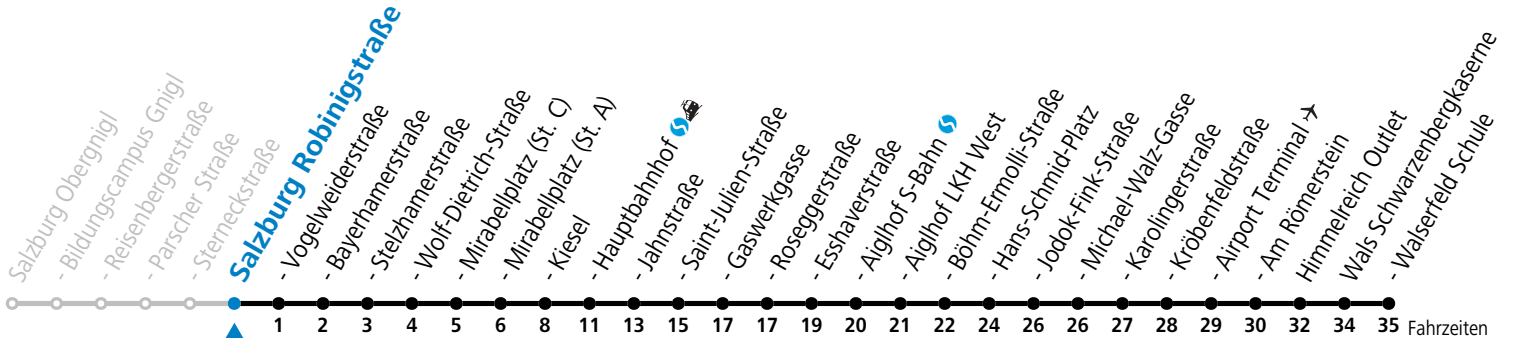 Salzburg Obergnigl
- Bildungscampus Gnigl
- Reisenbergerstraße
- Parscher Straße
- Sterneckstraße
Salzburg Robinigstraße
- Vogelweiderstraße
- Bayerhamerstraße
- Stelzhamerstraße
- Wolf-Dietrich-Straße
- Mirabellplatz (St. C)
- Mirabellplatz (St. A)
- Kiesel
- Hauptbahnhof
- Jahnstraße
- Saint-Julien-Straße
- Gaswerkgasse
- Roseggerstraße
- Esshaverstraße
- Aiglhof S-Bahn
- Aiglhof LKH West
- Böhm-Ermolli-Straße
- Hans-Schmid-Platz
- Jodok-Fink-Straße
- Michael-Walz-Gasse
- Karolingerstraße
- Kröbenfeldstraße
- Airport Terminal
- Am Römerstein
Himmelreich Outlet
Wals Schwarzenbergkaserne
- Walserfeld Schule
1 2 3 4 5 6 8 11 13 15 17 17 19 20 21 22 24 26 26 27 28 29 30 32 34 35 Fahrzeiten